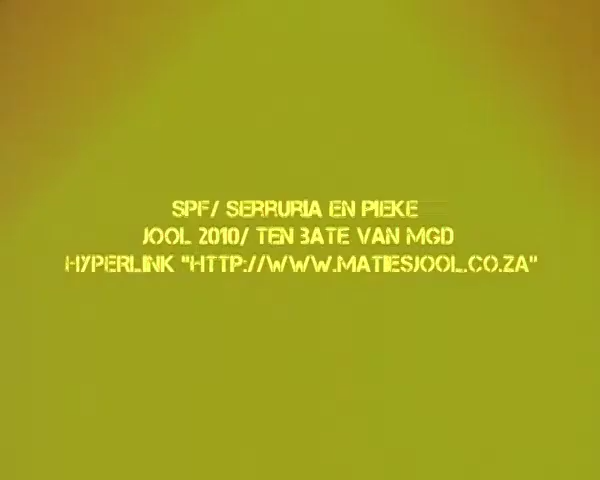 SPF/ SERRURIA EN PIEKE
JOOL 2010/ TEN BATE VAN MGD
HYPERLINK "HTTP://WWW.MATIESJOOL.CO.ZA"